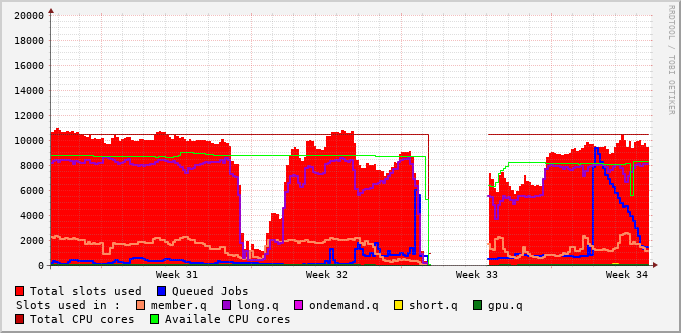 20000
18000
16000
14000
12000
10000
8000
6000
4000
2000
0
Week 31 Week 32 Week 33 Week 34
Total slots used Queued Jobs
Slots used in : member.q long.q ondemand.q short.q gpu.q
Total CPU cores Availale CPU cores
RRDTOOL / TOBI OETIKER